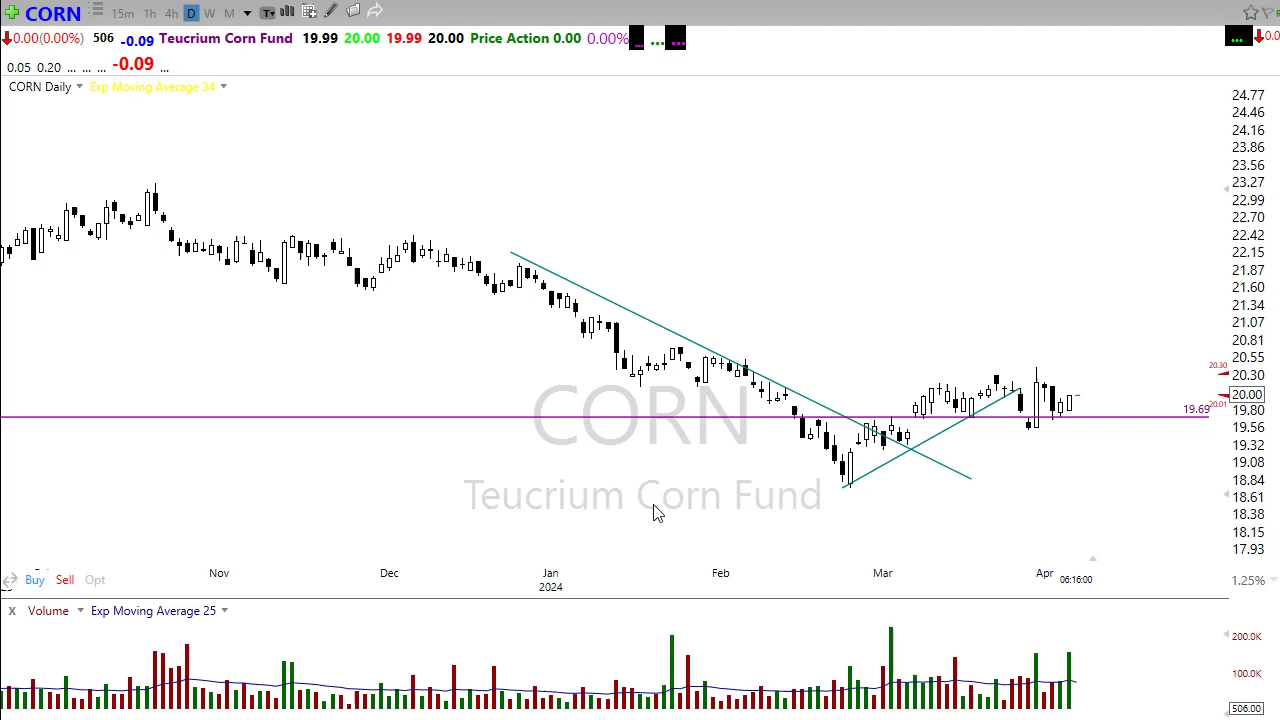 CORN 15m 1h 4h D W M T
0.00(0.00%) 506 -0.09 Teucrium Corn Fund 19.99 20.00 19.99 20.00 Price Action 0.00 0.00% ... ... ... ... 0.0
0.05 0.20 ... ... ... -0.09 ...
CORN Daily Exp Moving Average 34
24.77
24.46
24.16
23.86
23.56
23.27
22.99
22.70
22.42
22.15
21.87
21.60
21.34
21.07
20.81
20.55
20.30
20.30
20.00
20.01
19.69
19.80
19.56
19.32
19.08
18.84
18.61
18.38
18.15
17.93
CORN
Teucrium Corn Fund
Nov Dec Jan Feb Mar Apr 06:16:00
2024
Buy Sell Opt 1.25%
X Volume Exp Moving Average 25
200.0K
100.0K
506.00